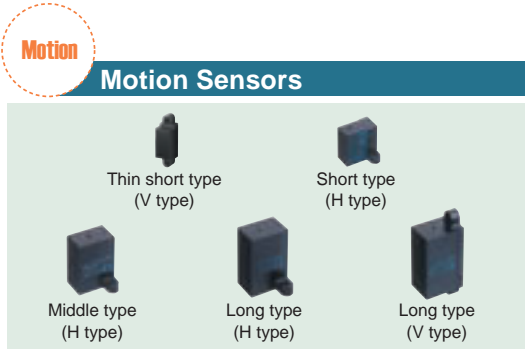 Motion
Motion Sensors
Thin short type
(V type)
Short type
(H type)
Middle type
(H type)
Long type
(H type)
Long type
(V type)